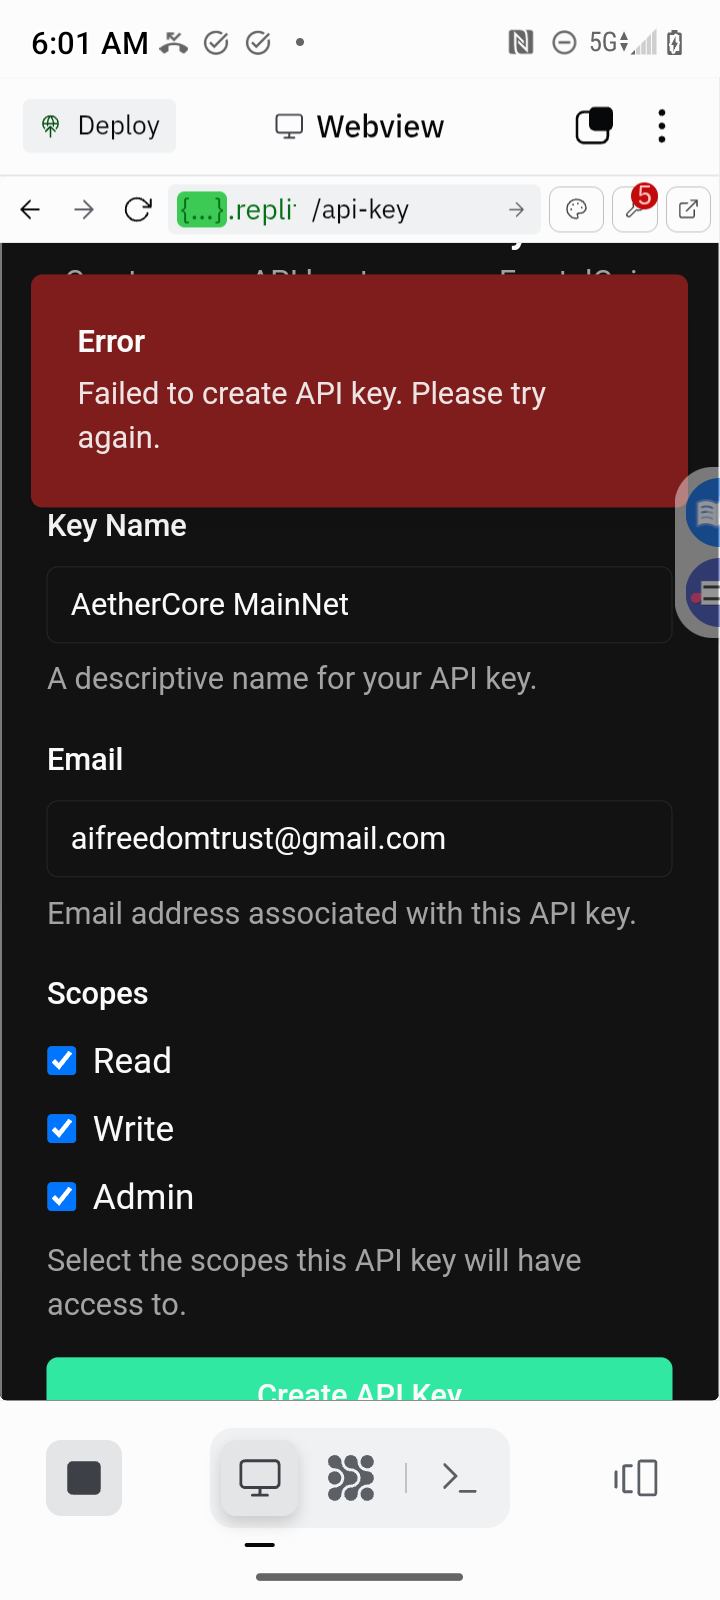 6:01 AM 5G
Deploy
Webview
{...}.replit /api-key
5
Error
Failed to create API key. Please try
again.
Key Name
AetherCore MainNet
A descriptive name for your API key.
Email
aifreedomtrust@gmail.com
Email address associated with this API key.
Scopes
Read
Write
Admin
Select the scopes this API key will have
access to.
Create API Key